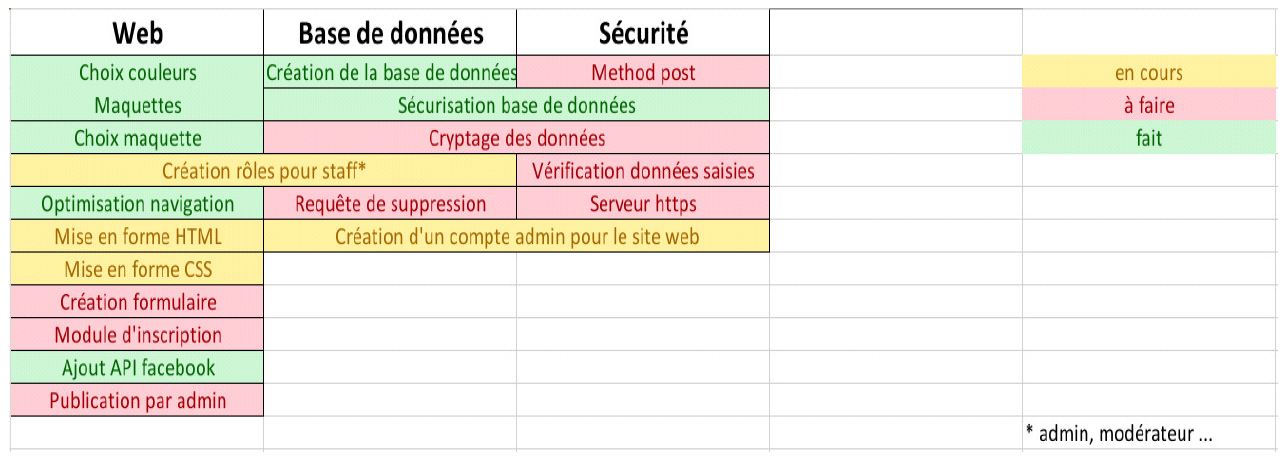 Web Base de données Sécurité
Choix couleurs Création de la base de données Method post en cours
Maquettes Sécurisation base de données à faire
Choix maquette Cryptage des données fait
Création rôles pour staff* Vérification données saisies
Optimisation navigation Requête de suppression Serveur https
Mise en forme HTML Création d'un compte admin pour le site web
Mise en forme CSS
Création formulaire
Module d'inscription
Ajout API facebook
Publication par admin
* admin, modérateur ...